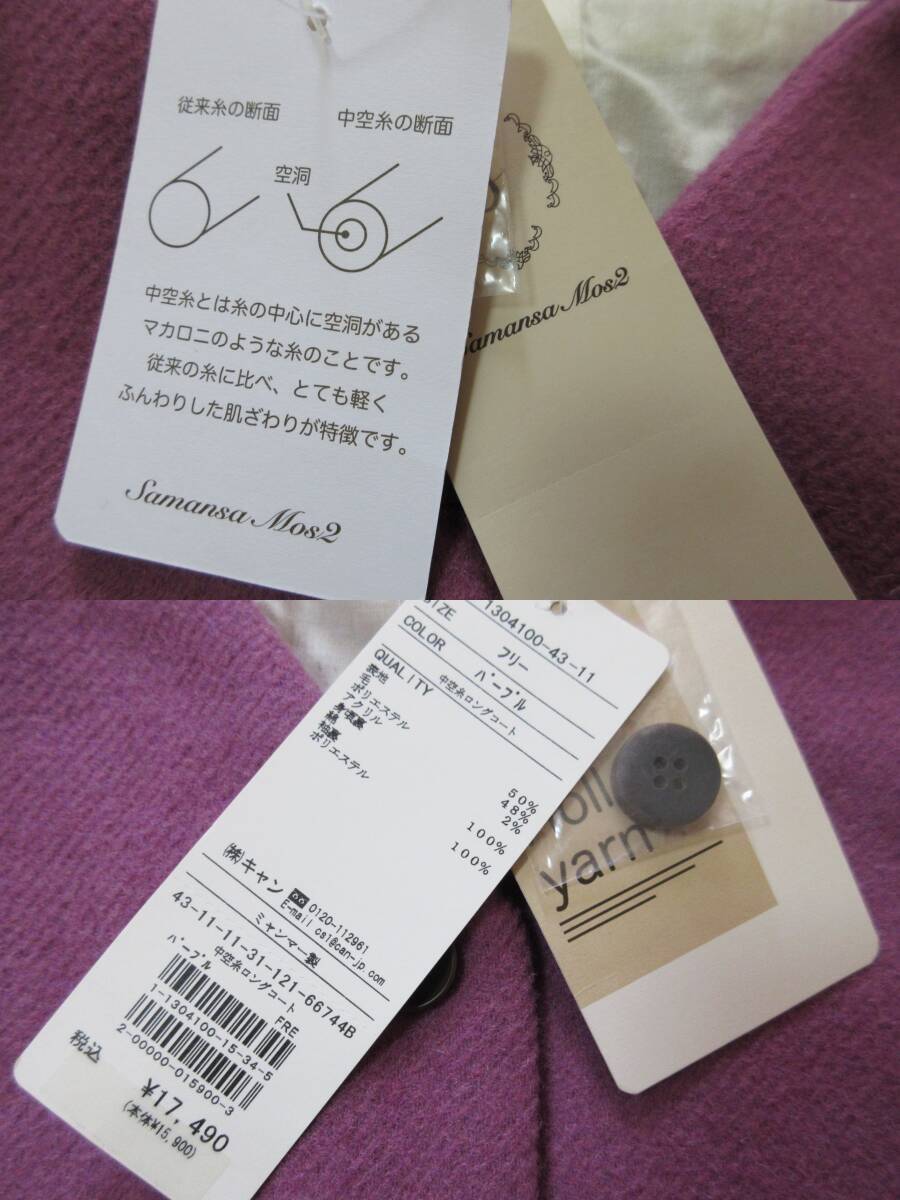 従来糸の断面
中空糸の断面
空洞
中空糸とは糸の中心に空洞がある
マカロニのような糸のことです。
従来の糸に比べ、とても軽く
ふんわりした肌ざわりが特徴です。
Samansa Mos2
Samansa Mos2
1304100-43-11
SIZE
フリー
COLOR
パープル
中空糸ロングコート
QUALITY
表地
毛
50%
ポリエステル
48%
アクリル
2%
身頃裏
綿
100%
袖裏
ポリエステル
100%
㈱キャン
0120-112961
E-mail cs1@can-jp.com
ミャンマー製
43-11-11-31-121-66744B
中空糸ロングコート
パープル
FRE
1-1304100-15-34-5
2-00000-015900-3
税込
¥17,490
(本体¥15,900)
yarn